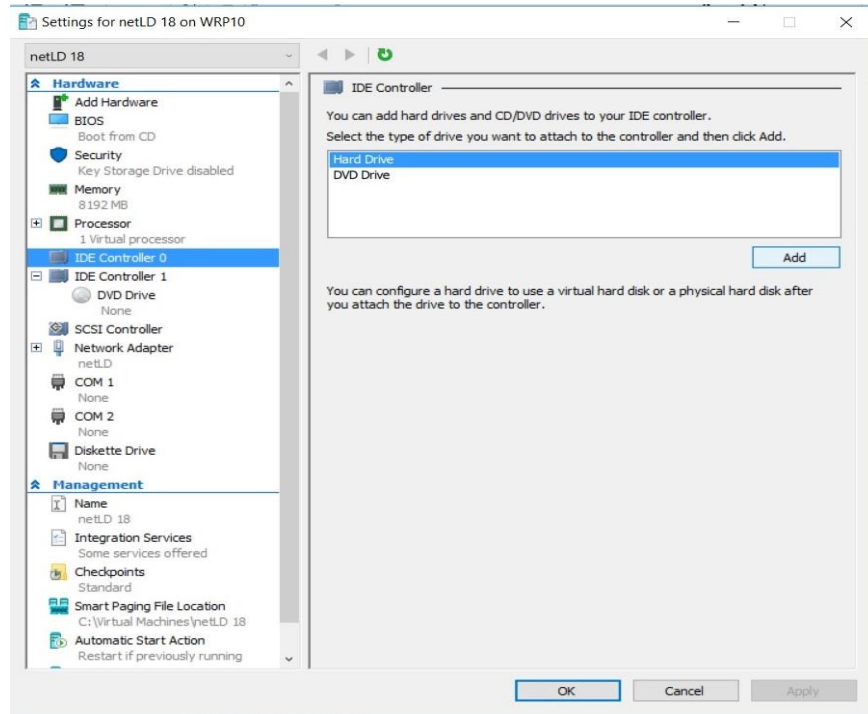 Settings for netLD 18 on WRP10
netLD 18
Hardware
Add Hardware
BIOS
Boot from CD
Security
Key Storage Drive disabled
Memory
8192 MB
Processor
1 Virtual processor
IDE Controller 0
IDE Controller 1
DVD Drive
None
SCSI Controller
Network Adapter
netLD
COM 1
None
COM 2
None
Diskette Drive
None
Management
Name
netLD 18
Integration Services
Some services offered
Checkpoints
Standard
Smart Paging File Location
C:\Virtual Machines\netLD 18
Automatic Start Action
Restart if previously running
IDE Controller
You can add hard drives and CD/DVD drives to your IDE controller.
Select the type of drive you want to attach to the controller and then click Add.
Hard Drive
DVD Drive
Add
You can configure a hard drive to use a virtual hard disk or a physical hard disk after
you attach the drive to the controller.
OK
Cancel
Apply